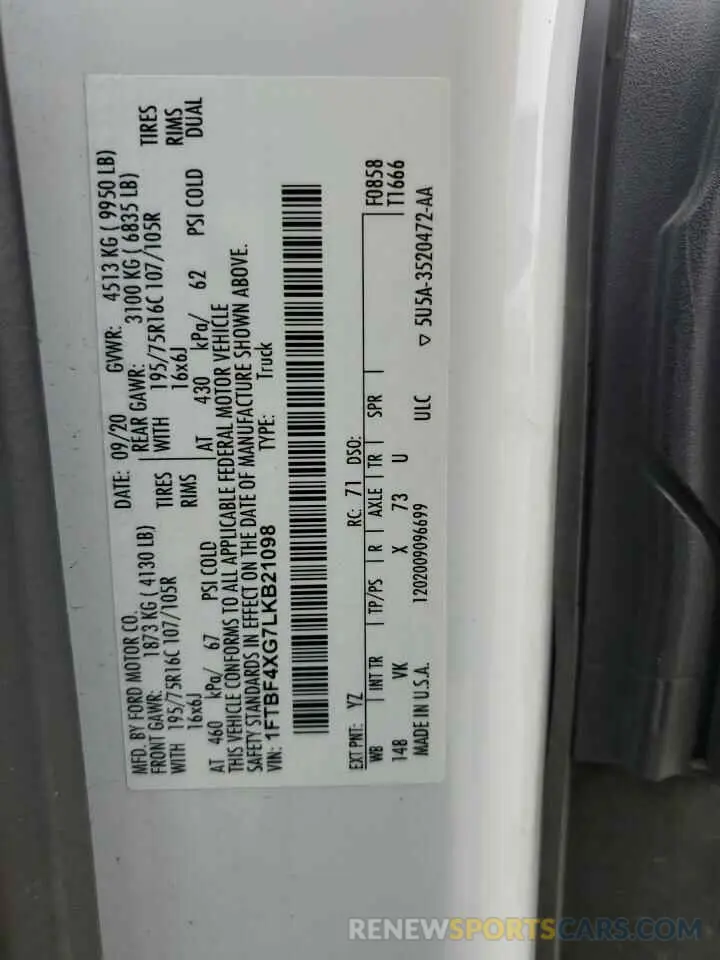 MFD. BY FORD MOTOR CO. DATE: 09/20 GVWR: 4513 KG ( 9950 LB)
FRONT GAWR: 1873 KG ( 4130 LB) REAR GAWR: 3100 KG ( 6835 LB)
WITH 195/75R16C 107/105R TIRES WITH 195/75R16C 107/105R TIRES
16x6J RIMS 16x6J RIMS
AT 460 kPa/ 67 PSI COLD AT 430 kPa/ 62 PSI COLD DUAL
THIS VEHICLE CONFORMS TO ALL APPLICABLE FEDERAL MOTOR VEHICLE
SAFETY STANDARDS IN EFFECT ON THE DATE OF MANUFACTURE SHOWN ABOVE.
VIN: 1FTBF4XG7LKB21098 TYPE: Truck
EXT PNT: YZ RC: 71 DSO: F0858
WB INT TR TP/PS R AXLE TR SPR T1666
148 VK X 73 U
MADE IN U.S.A. 1202009096699 ULC ▽ 5U5A-3520472-AA
RENEWSPORTSCARS.COM